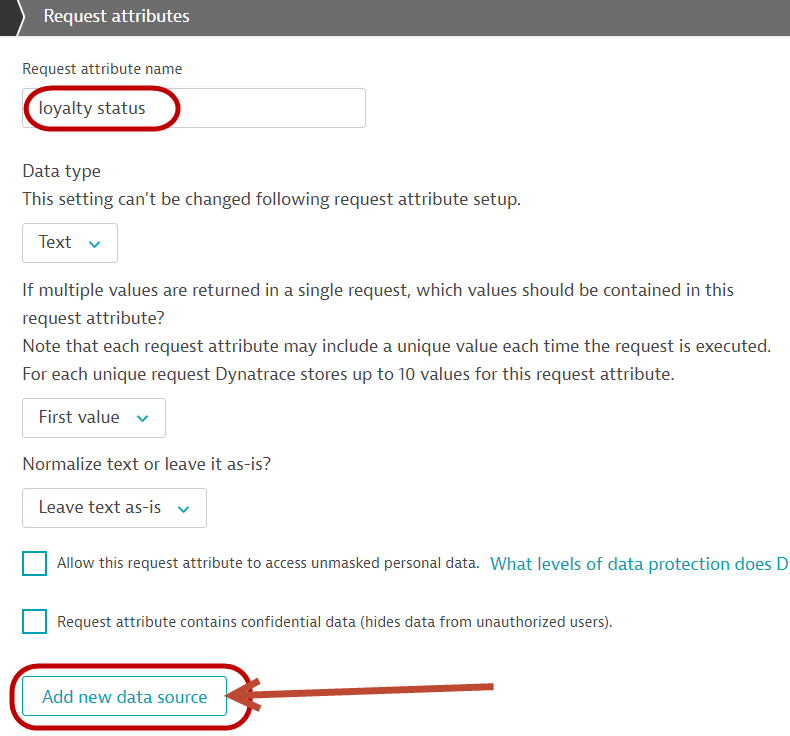 Request attributes
Request attribute name
loyalty status
Data type
This setting can't be changed following request attribute setup.
Text
If multiple values are returned in a single request, which values should be contained in this
request attribute?
Note that each request attribute may include a unique value each time the request is executed.
For each unique request Dynatrace stores up to 10 values for this request attribute.
First value
Normalize text or leave it as-is?
Leave text as-is
Allow this request attribute to access unmasked personal data. What levels of data protection does D
Request attribute contains confidential data (hides data from unauthorized users).
Add new data source